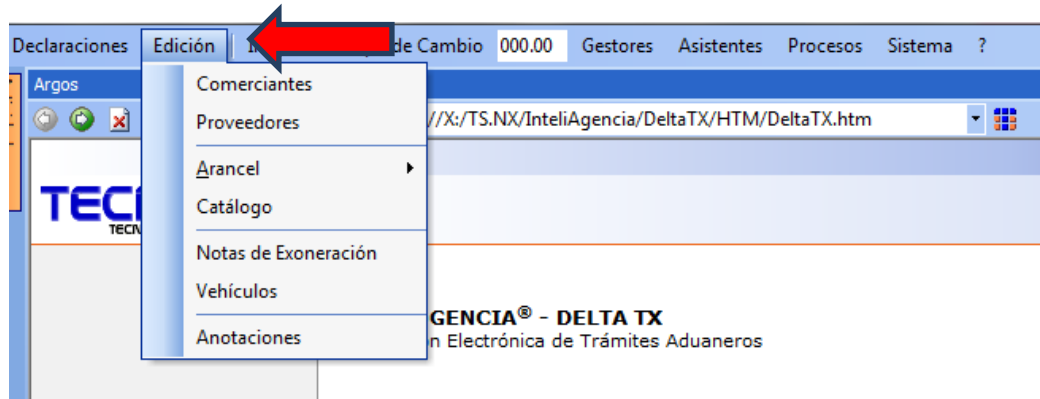 Declaraciones Edición de Cambio 000.00 Gestores Asistentes Procesos Sistema ?
Argos
//X:/TS.NX/InteliAgencia/DeltaTX/HTM/DeltaTX.htm
Comerciantes
Proveedores
Arancel
Catálogo
Notas de Exoneración
Vehículos
Anotaciones
GENCIA® - DELTA TX
Electrónica de Trámites Aduaneros